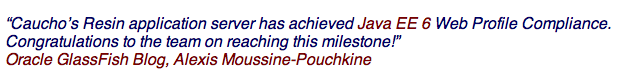 “Caucho’s Resin application server has achieved Java EE 6 Web Profile Compliance.
Congratulations to the team on reaching this milestone!”
Oracle GlassFish Blog, Alexis Moussine-Pouchkine